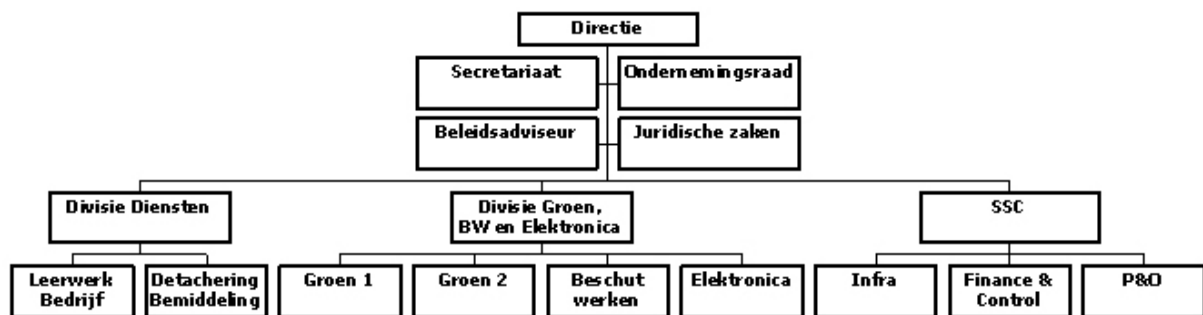 Directie
Secretariaat
Ondernemingsraad
Beleidsadviseur
Juridische zaken
Divisie Diensten
Divisie Groen,
BW en Elektronica
SSC
Leerwerk
Bedrijf
Detachering
Bemiddeling
Groen 1
Groen 2
Beschut
werken
Elektronica
Infra
Finance &
Control
P&O